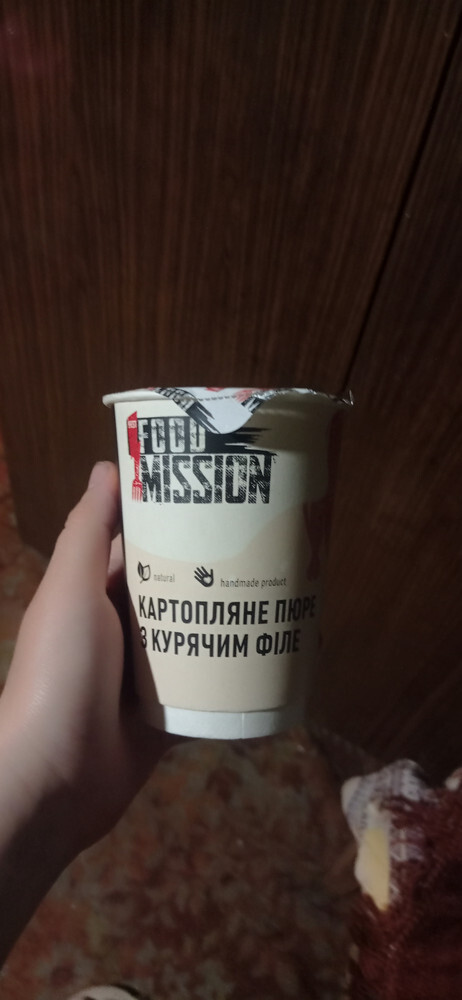 FOOD
MISSION
natural
handmade product
КАРТОПЛЯНЕ ПЮРЕ
З КУРЯЧИМ ФІЛЕ